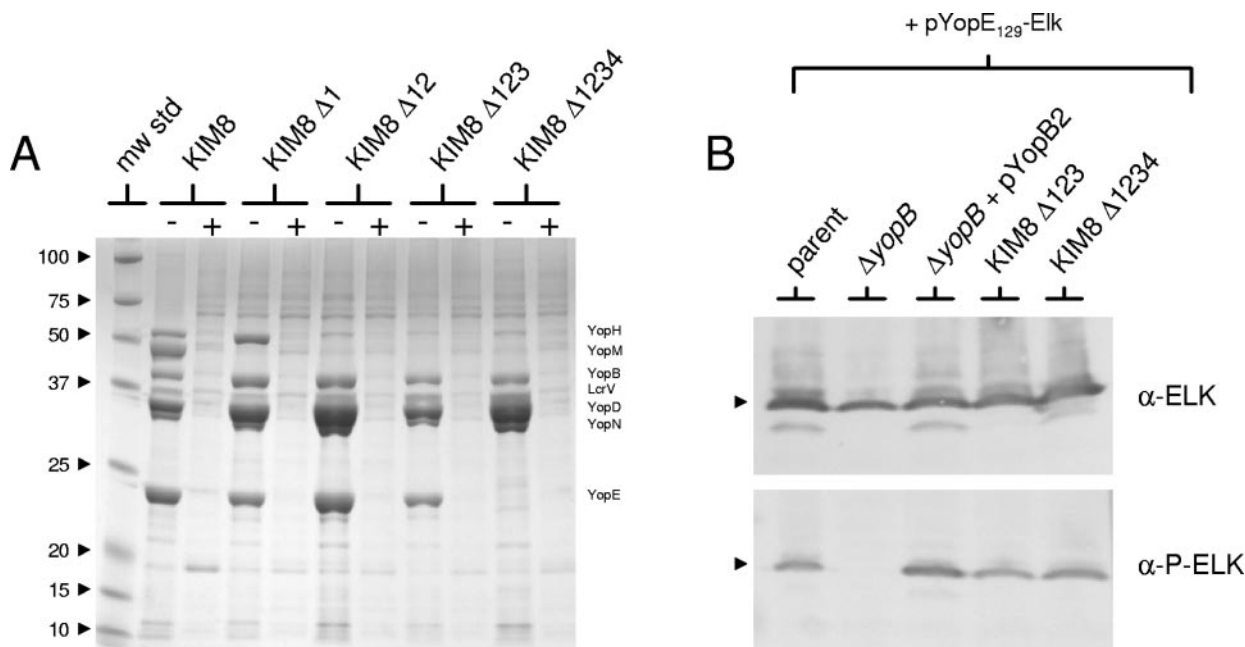 A
mw std
KIM8
KIM8 Δ1
KIM8 Δ12
KIM8 Δ123
KIM8 Δ1234
- + - + - + - + - +
100
75
50
37
25
20
15
10
YopH
YopM
YopB
LcrV
YopD
YopN
YopE
+ pYopE129-Elk
B
parent
ΔyopB
ΔyopB + pYopB2
KIM8 Δ123
KIM8 Δ1234
α-ELK
α-P-ELK